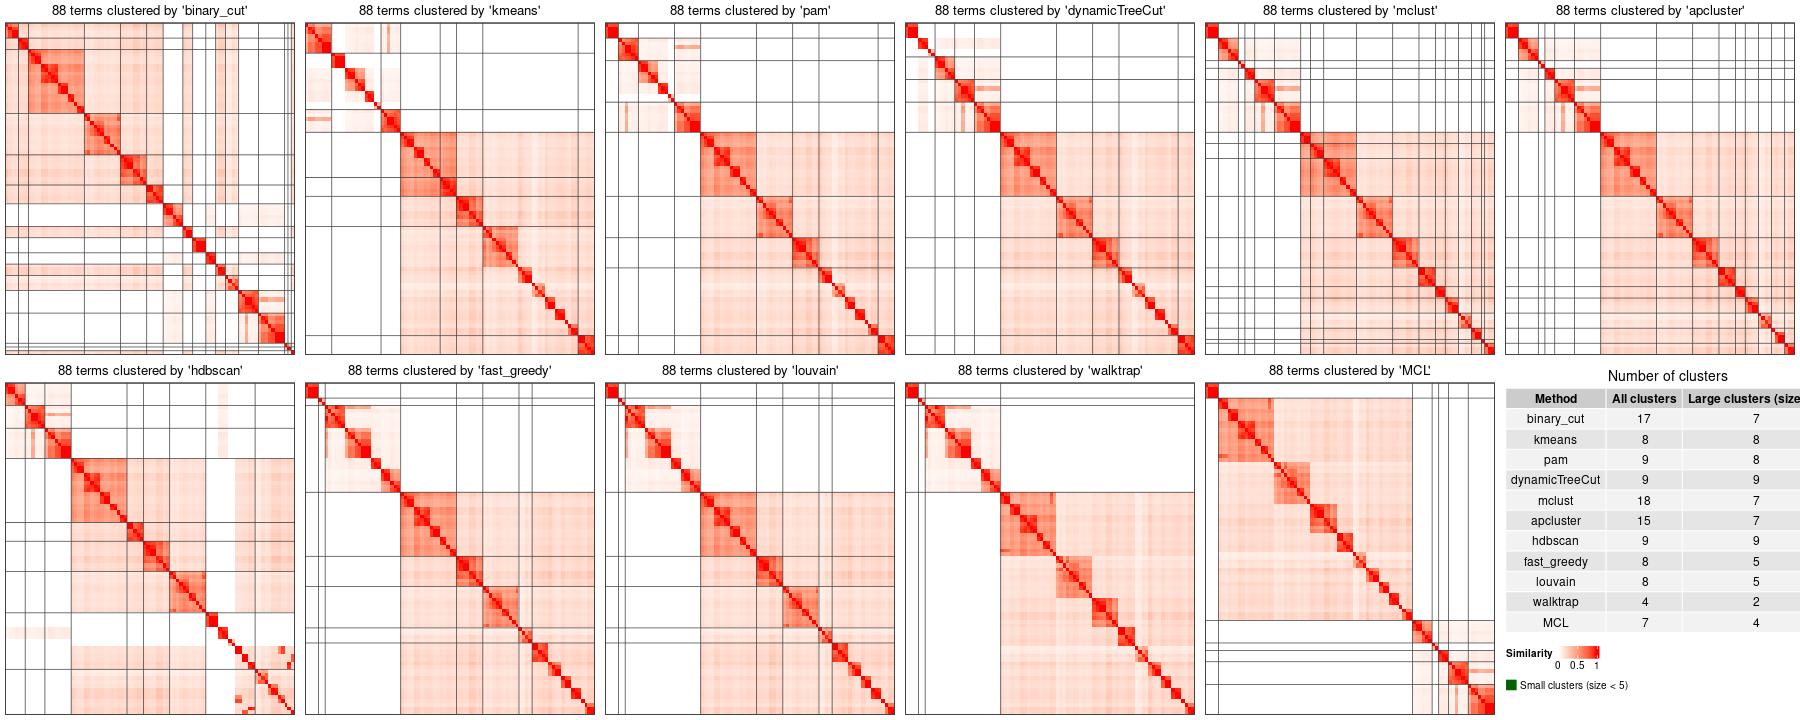 88 terms clustered by 'binary_cut'
88 terms clustered by 'kmeans'
88 terms clustered by 'pam'
88 terms clustered by 'dynamicTreeCut'
88 terms clustered by 'mclust'
88 terms clustered by 'apcluster'
88 terms clustered by 'hdbscan'
88 terms clustered by 'fast_greedy'
88 terms clustered by 'louvain'
88 terms clustered by 'walktrap'
88 terms clustered by 'MCL'
Number of clusters
Method All clusters Large clusters (size
binary_cut 17 7
kmeans 8 8
pam 9 8
dynamicTreeCut 9 9
mclust 18 7
apcluster 15 7
hdbscan 9 9
fast_greedy 8 5
louvain 8 5
walktrap 4 2
MCL 7 4
Similarity
0 0.5 1
Small clusters (size < 5)